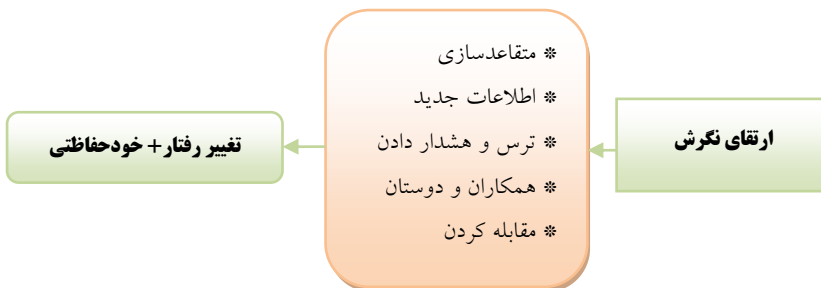 ارتقای نگرش
* متقاعدسازی
* اطلاعات جدید
* ترس و هشدار دادن
* همکاران و دوستان
* مقابله کردن
تغییر رفتار+ خودحفاظتی